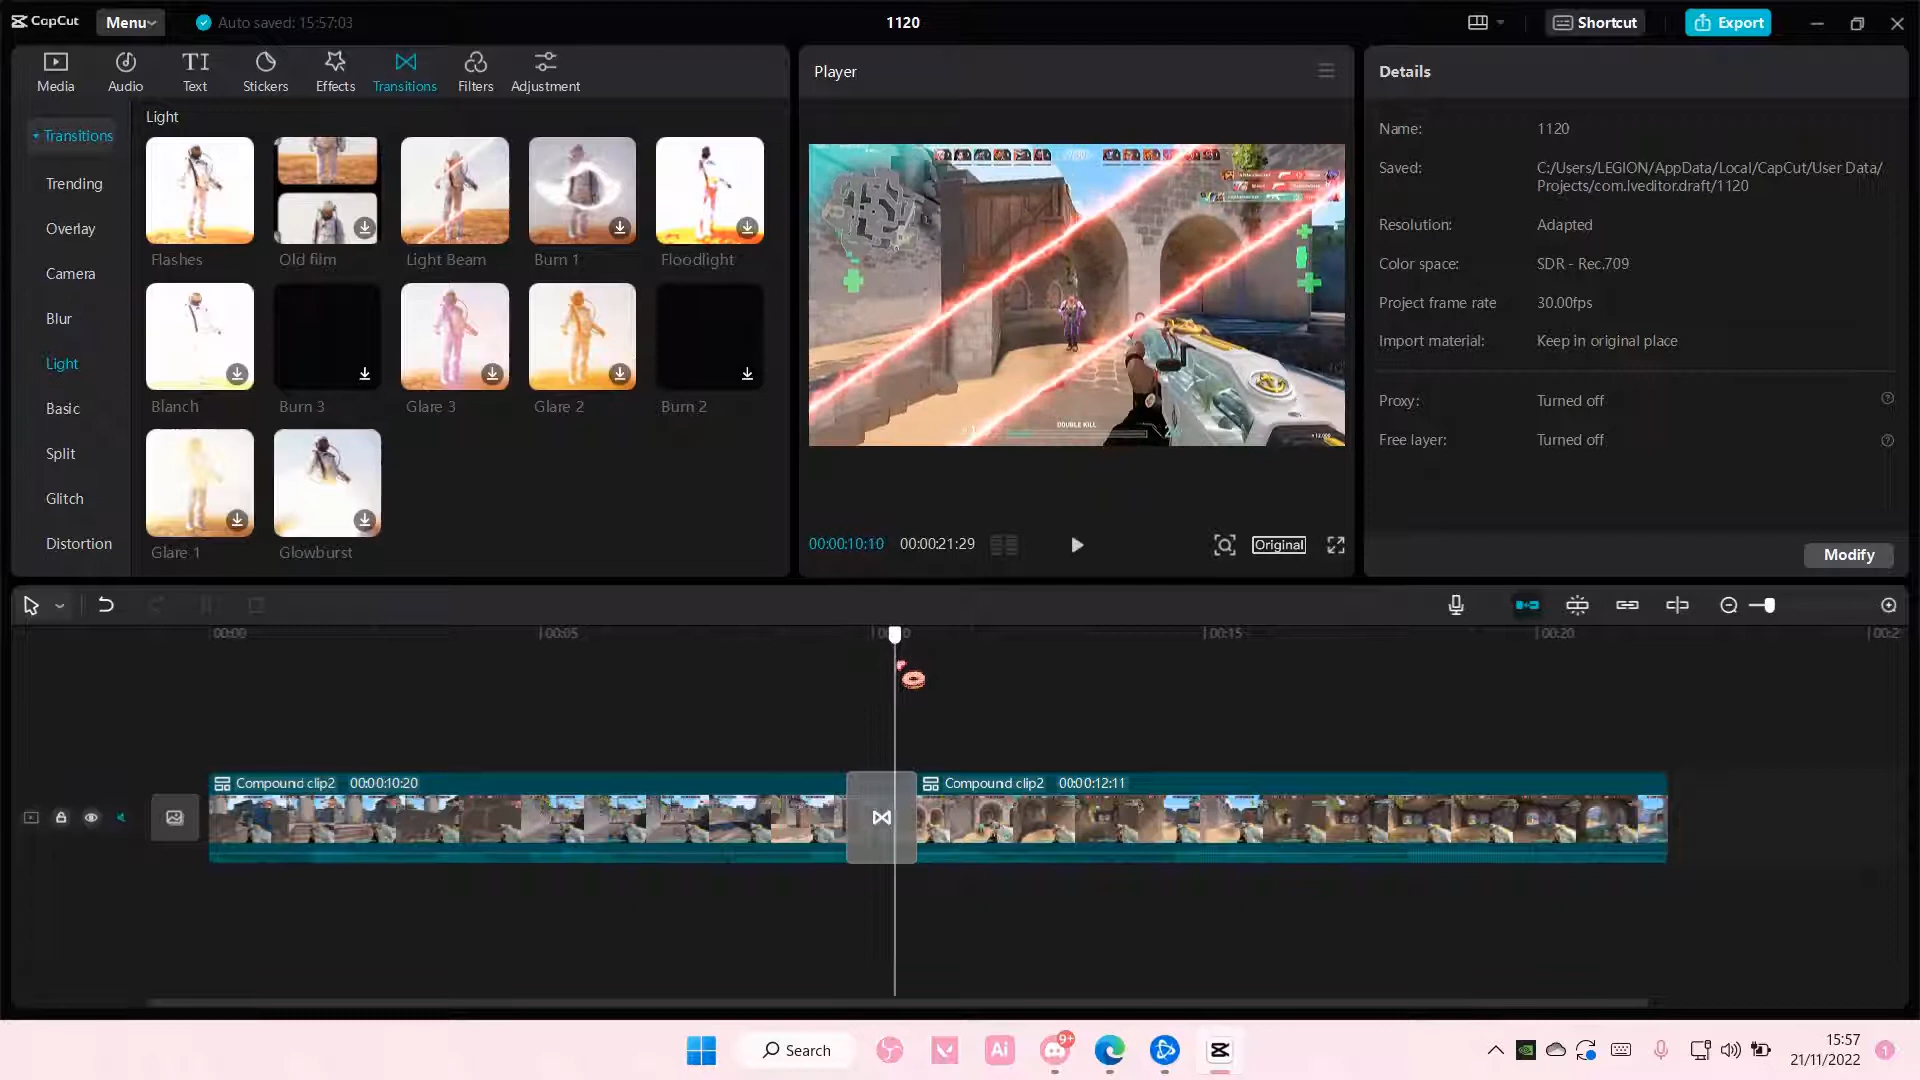 CapCut Menu Auto saved: 15:57:03 1120 Shortcut Export
Media Audio Text Stickers Effects Transitions Filters Adjustment
Transitions
Trending
Overlay
Camera
Blur
Light
Basic
Split
Glitch
Distortion
Light
Flashes Old film Light Beam Burn 1 Floodlight
Blanch Burn 3 Glare 3 Glare 2 Burn 2
Glare 1 Glowburst
Player
DOUBLE KILL
00:00:10:10 00:00:21:29 Original
Details
Name: 1120
Saved: C:/Users/LEGION/AppData/Local/CapCut/User Data/
Projects/com.lveditor.draft/1120
Resolution: Adapted
Color space: SDR - Rec.709
Project frame rate 30.00fps
Import material: Keep in original place
Proxy: Turned off
Free layer: Turned off
Modify
00:00 00:05 00:15 00:20
Compound clip2 00:00:10:20 Compound clip2 00:00:12:11
Search Ai 9+ 15:57 1
21/11/2022